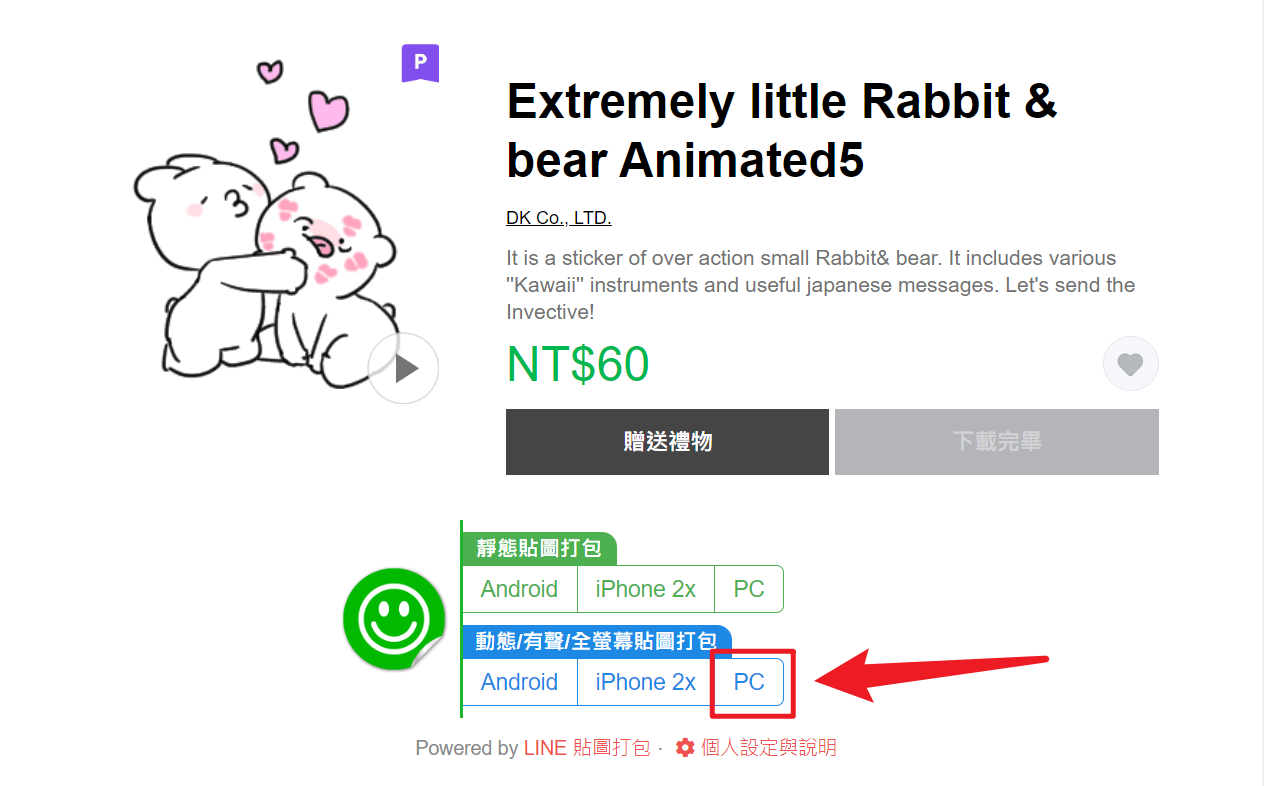 P
Extremely little Rabbit &
bear Animated5
DK Co., LTD.
It is a sticker of over action small Rabbit& bear. It includes various
"Kawaii" instruments and useful japanese messages. Let's send the
Invective!
NT$60
贈送禮物
下載完畢
靜態貼圖打包
Android
iPhone 2x
PC
動態/有聲/全螢幕貼圖打包
Android
iPhone 2x
PC
Powered by LINE 貼圖打包 · 個人設定與說明